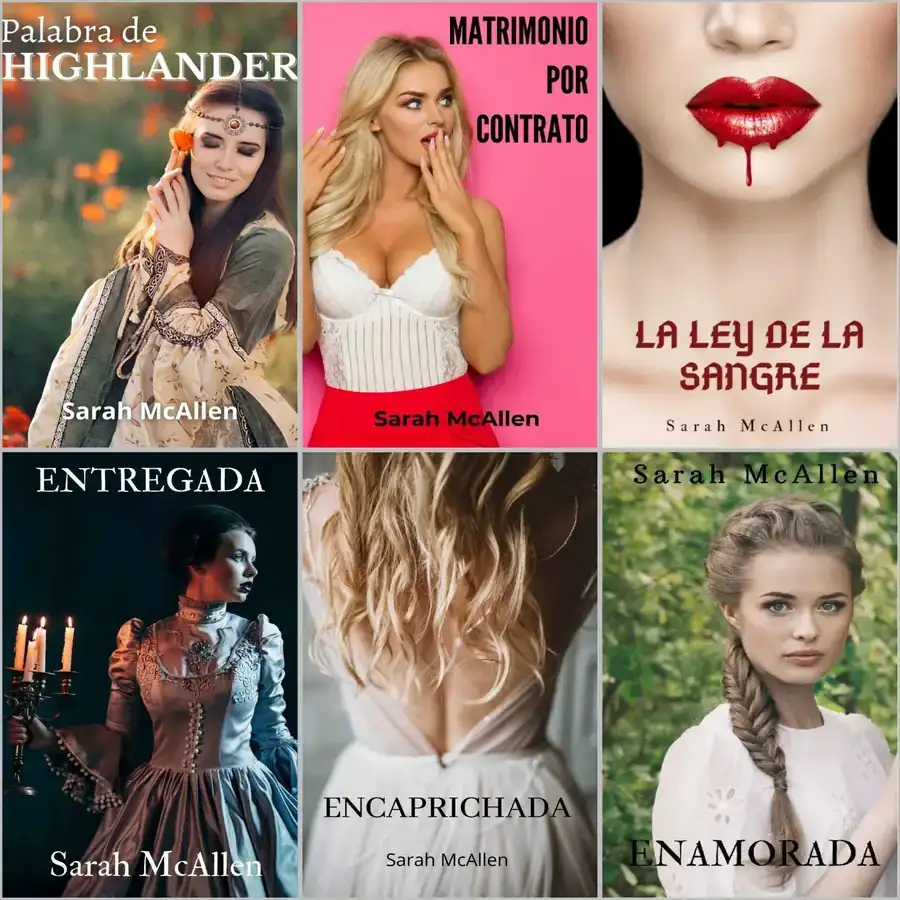 Palabra de
HIGHLANDER
Sarah McAllen
MATRIMONIO
POR
CONTRATO
Sarah McAllen
LA LEY DE LA
SANGRE
Sarah McAllen
ENTREGADA
Sarah McAllen
ENCAPRICHADA
Sarah McAllen
Sarah McAllen
ENAMORADA